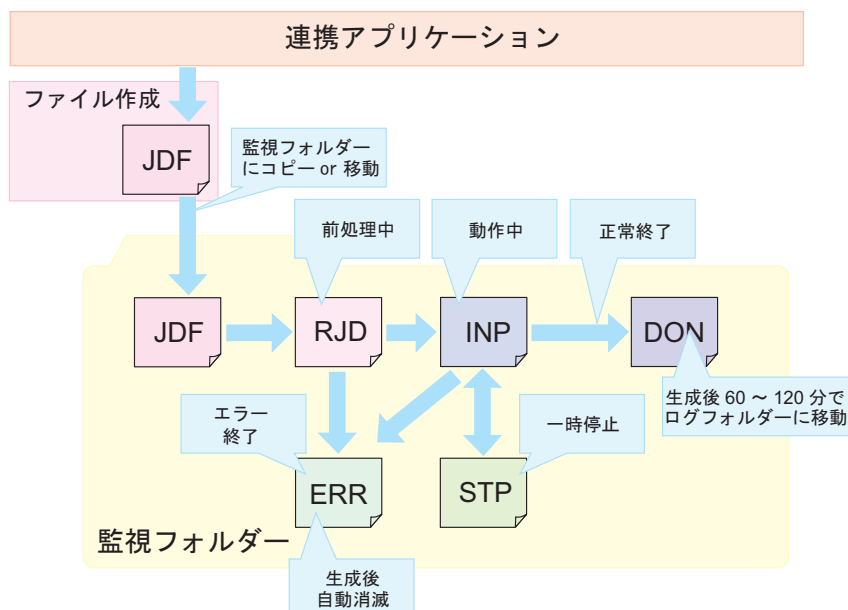 連携アプリケーション
ファイル作成
JDF
監視フォルダー
にコピー or 移動
前処理中
動作中
正常終了
JDF
RJD
INP
DON
生成後 60 ～ 120 分で
ログフォルダーに移動
エラー
終了
一時停止
ERR
STP
監視フォルダー
生成後
自動消滅